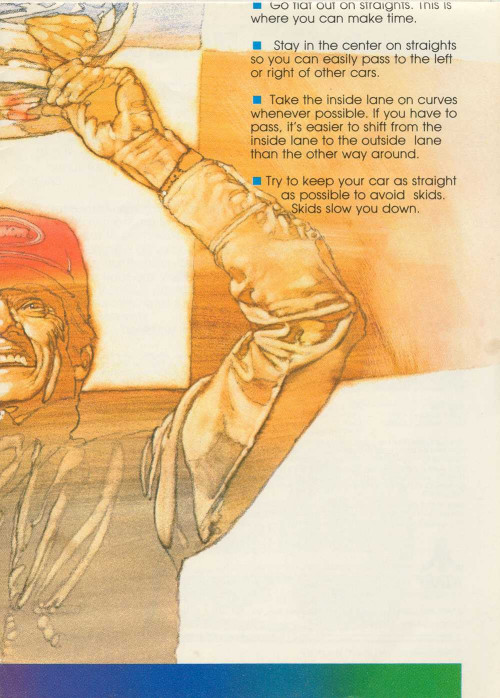 Go flat out on straights. This is
where you can make time.
Stay in the center on straights
so you can easily pass to the left
or right of other cars.
Take the inside lane on curves
whenever possible. If you have to
pass, it's easier to shift from the
inside lane to the outside lane
than the other way around.
Try to keep your car as straight
as possible to avoid skids.
Skids slow you down.